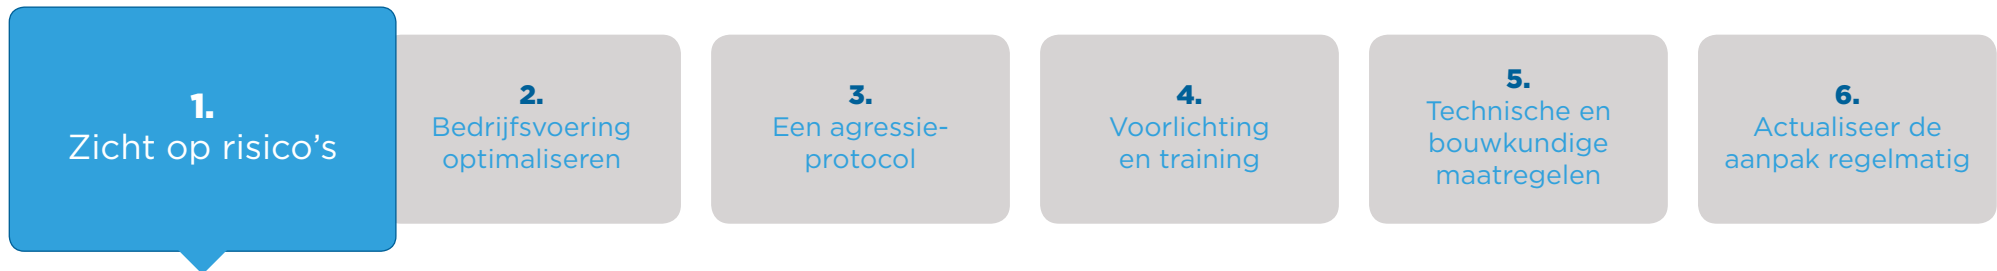 1.
Zicht op risico’s
2.
Bedrijfsvoering
optimaliseren
3.
Een agressie-
protocol
4.
Voorlichting
en training
5.
Technische en
bouwkundige
maatregelen
6.
Actualiseer de
aanpak regelmatig